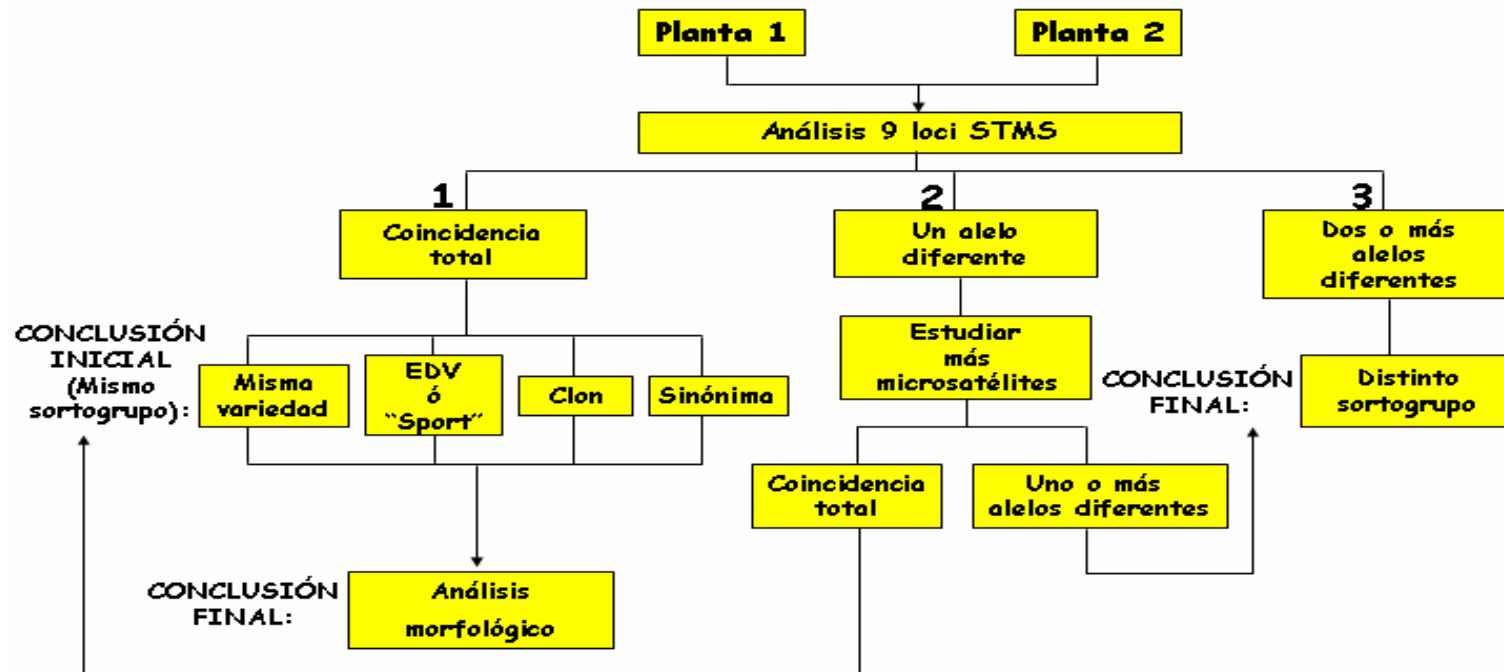 Planta 1
Planta 2
Análisis 9 loci STMS
1
2
3
Coincidencia
total
Un alelo
diferente
Dos o más
alelos
diferentes
CONCLUSIÓN
INICIAL
(Mismo
sortogrupo):
Misma
variedad
EDV
ó
“Sport”
Clon
Sinónima
Estudiar
más
microsatélites
CONCLUSIÓN
FINAL:
Distinto
sortogrupo
Coincidencia
total
Uno o más
alelos diferentes
CONCLUSIÓN
FINAL:
Análisis
morfológico